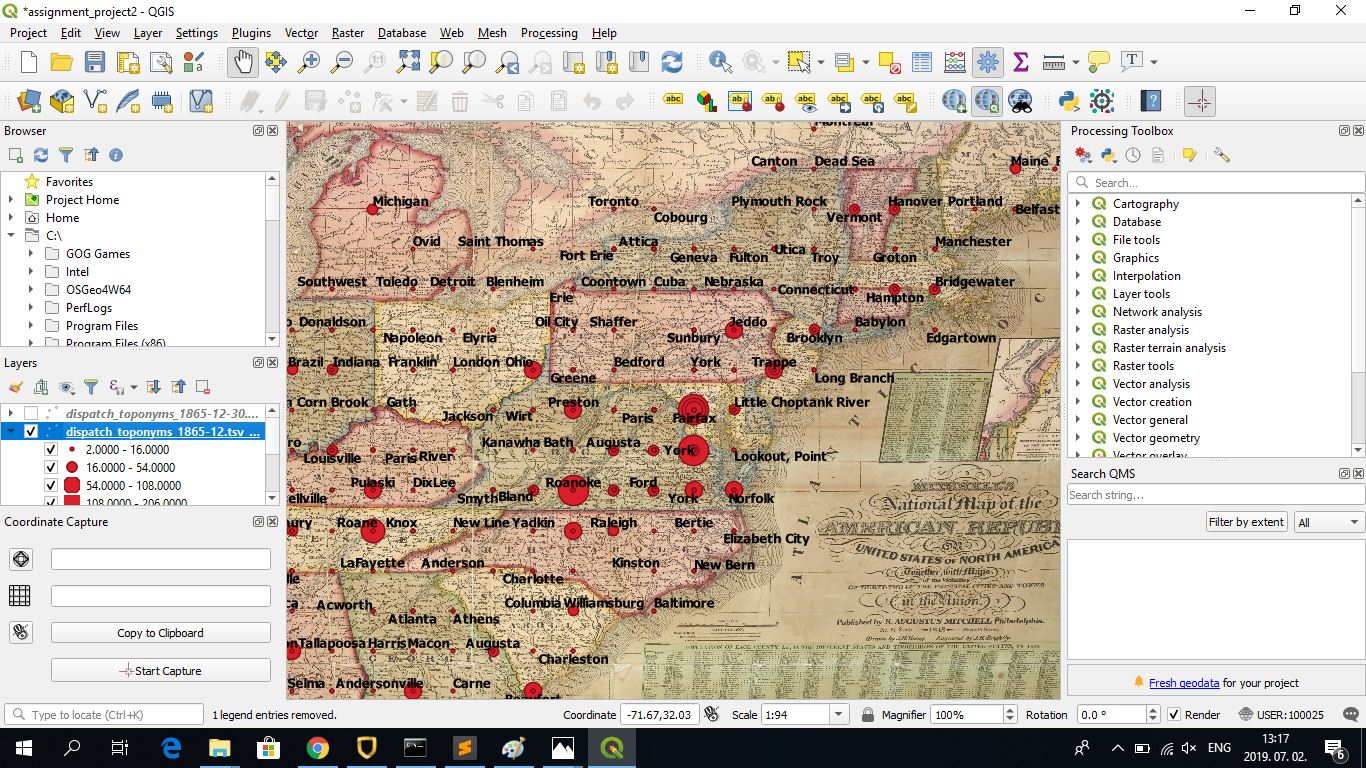 *assignment_project2 - QGIS
Project Edit View Layer Settings Plugins Vector Raster Database Web Mesh Processing Help
Browser
Favorites
Project Home
Home
C:\
GOG Games
Intel
OSGeo4W64
PerfLogs
Program Files
Program Files (x86)
Layers
dispatch_toponyms_1865-12-30....
dispatch_toponyms_1865-12.tsv ...
2.0000 - 16.0000
16.0000 - 54.0000
54.0000 - 108.0000
108.0000 - 206.0000
Coordinate Capture
Copy to Clipboard
Start Capture
Montreal
Canton Dead Sea Maine
Michigan Toronto Plymouth Rock Hanover Portland
Cobourg Vermont Belfast
Ovid Saint Thomas Attica Manchester
Fort Erie Geneva Fulton Utica Troy Groton
Southwest Toledo Detroit Blenheim Coontown Cuba Nebraska Connecticut Bridgewater
Erie Hampton
Donaldson Oil City Shaffer Jeddo Babylon
Napoleon Elyria Sunbury Brooklyn Edgartown
Brazil Indiana Franklin London Ohio Bedford York Trappe
Greene Long Branch
Corn Brook Gath Preston Little Choptank River
Jackson Wirt Paris Fairfax
Kanawha Bath Augusta York
Louisville Paris River Lookout, Point
Pulaski DixLee Roanoke Ford
Smyth Bland York Norfolk
Roane Knox New Line Yadkin Raleigh Bertie
Elizabeth City
LaFayette Anderson Kinston New Bern
Charlotte
Acworth Columbia Williamsburg Baltimore
Atlanta Athens
Tallapoosa Harris Macon Augusta
Charleston
Selma Andersonville Carne
Beaufort
MITCHELL'S
National Map of the
AMERICAN REPUBL
UNITED STATES OF NORTH AMERICA
Together with Maps
in the Union.
Published by S. AUGUSTUS MITCHELL Philadelphia.
Processing Toolbox
Search...
Cartography
Database
File tools
Graphics
Interpolation
Layer tools
Network analysis
Raster analysis
Raster terrain analysis
Raster tools
Vector analysis
Vector creation
Vector general
Vector geometry
Vector overlay
Search QMS
Search string...
Filter by extent All
Fresh geodata for your project
Type to locate (Ctrl+K) 1 legend entries removed. Coordinate -71.67,32.03 Scale 1:94 Magnifier 100% Rotation 0.0 ° Render USER:100025
ENG 13:17
2019. 07. 02. 6